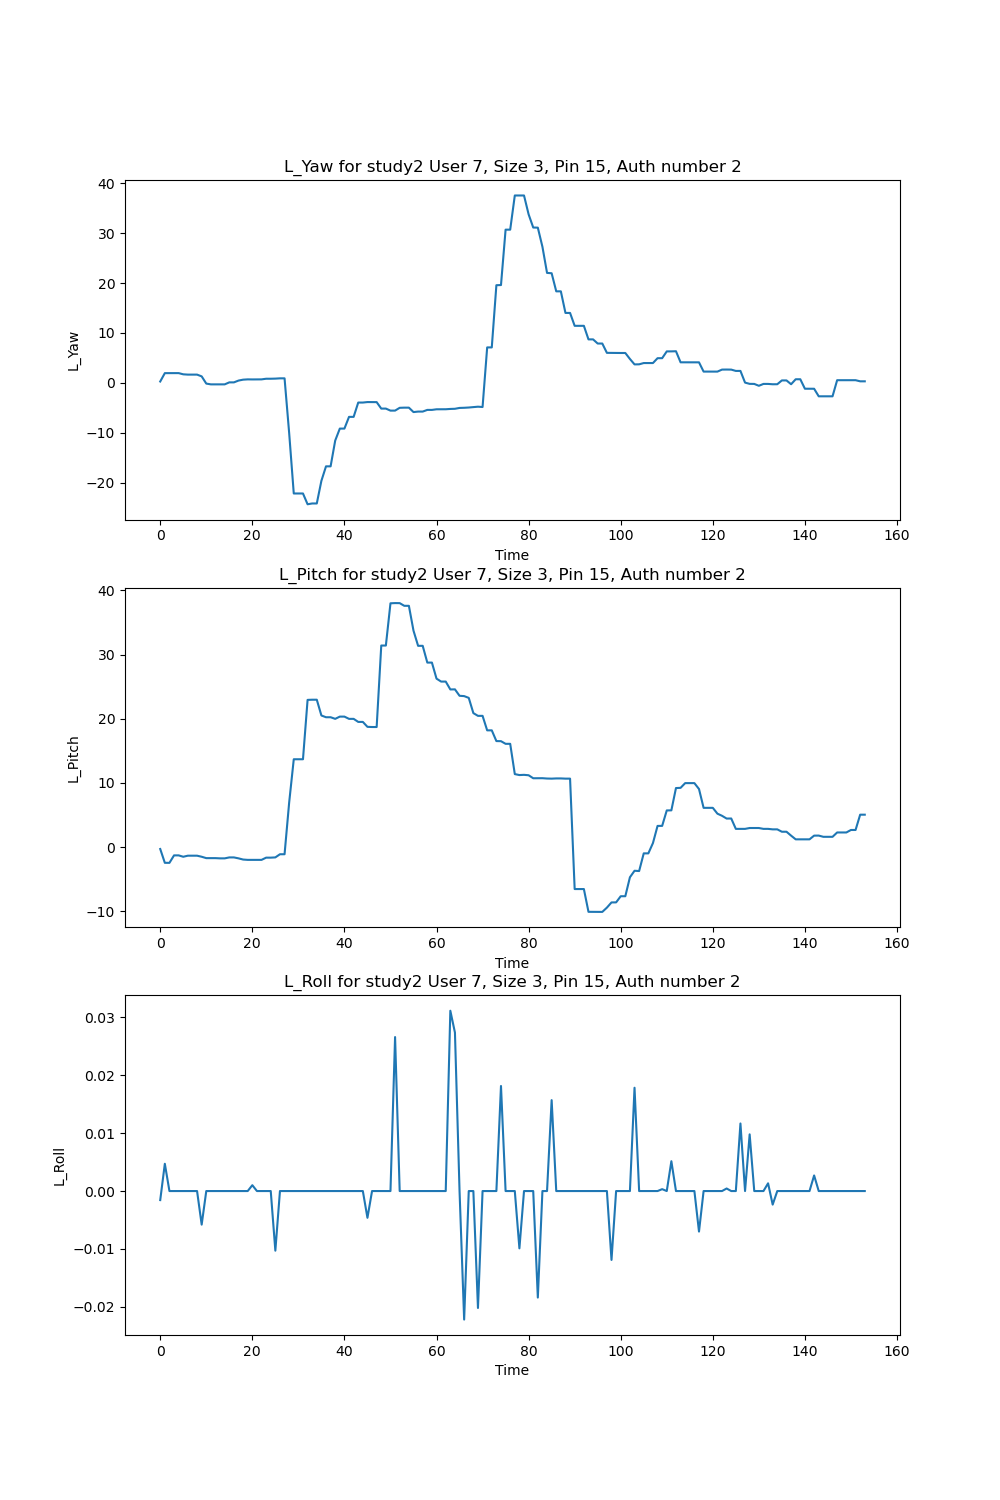 L_Yaw for study2 User 7, Size 3, Pin 15, Auth number 2
40
30
20
10
0
−10
−20
L_Yaw
0 20 40 60 80 100 120 140 160
Time
L_Pitch for study2 User 7, Size 3, Pin 15, Auth number 2
40
30
20
10
0
−10
L_Pitch
0 20 40 60 80 100 120 140 160
Time
L_Roll for study2 User 7, Size 3, Pin 15, Auth number 2
0.03
0.02
0.01
0.00
−0.01
−0.02
L_Roll
0 20 40 60 80 100 120 140 160
Time